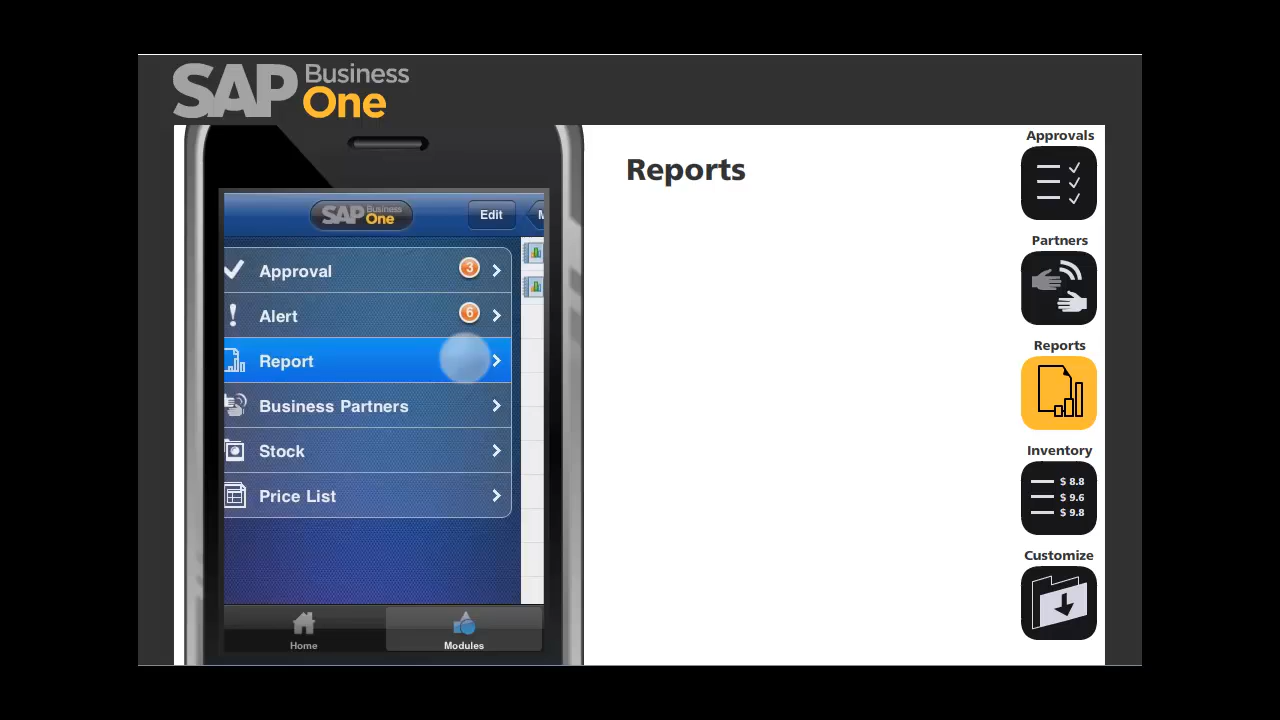 SAP Business One
Reports
SAP Business One
Edit
M
Approval 3
Alert 6
Report
Business Partners
Stock
Price List
Home
Modules
Approvals
Partners
Reports
Inventory
$ 8.8
$ 9.6
$ 9.8
Customize